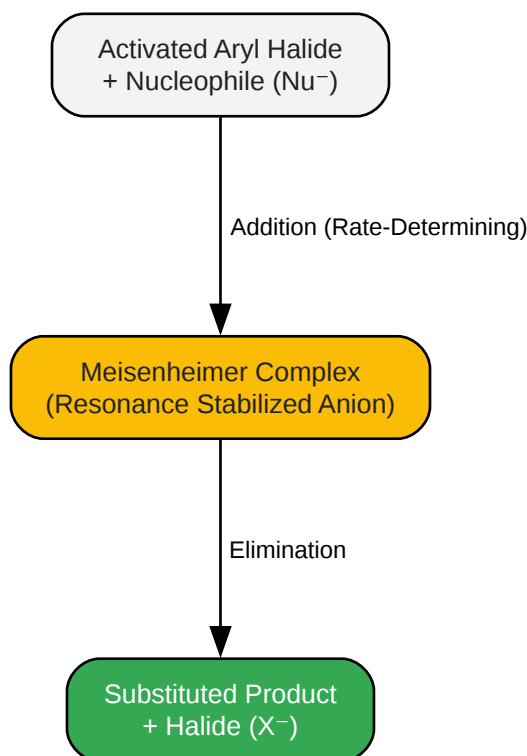 Activated Aryl Halide
+ Nucleophile (Nu⁻)
Addition (Rate-Determining)
Meisenheimer Complex
(Resonance Stabilized Anion)
Elimination
Substituted Product
+ Halide (X⁻)